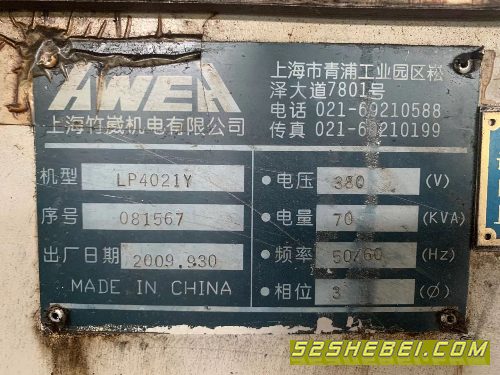 AWEA
上海竹崴机电有限公司
上海市青浦工业园区崧
泽大道7801号
电话 021-69210588
传真 021-69210199
机型 LP4021Y
序号 081567
出厂日期 2009.930
MADE IN CHINA
•电压 380 (V)
•电量 70 (KVA)
•频率 50/60 (Hz)
•相位 3 (Ø)
52SHEBEI.COM